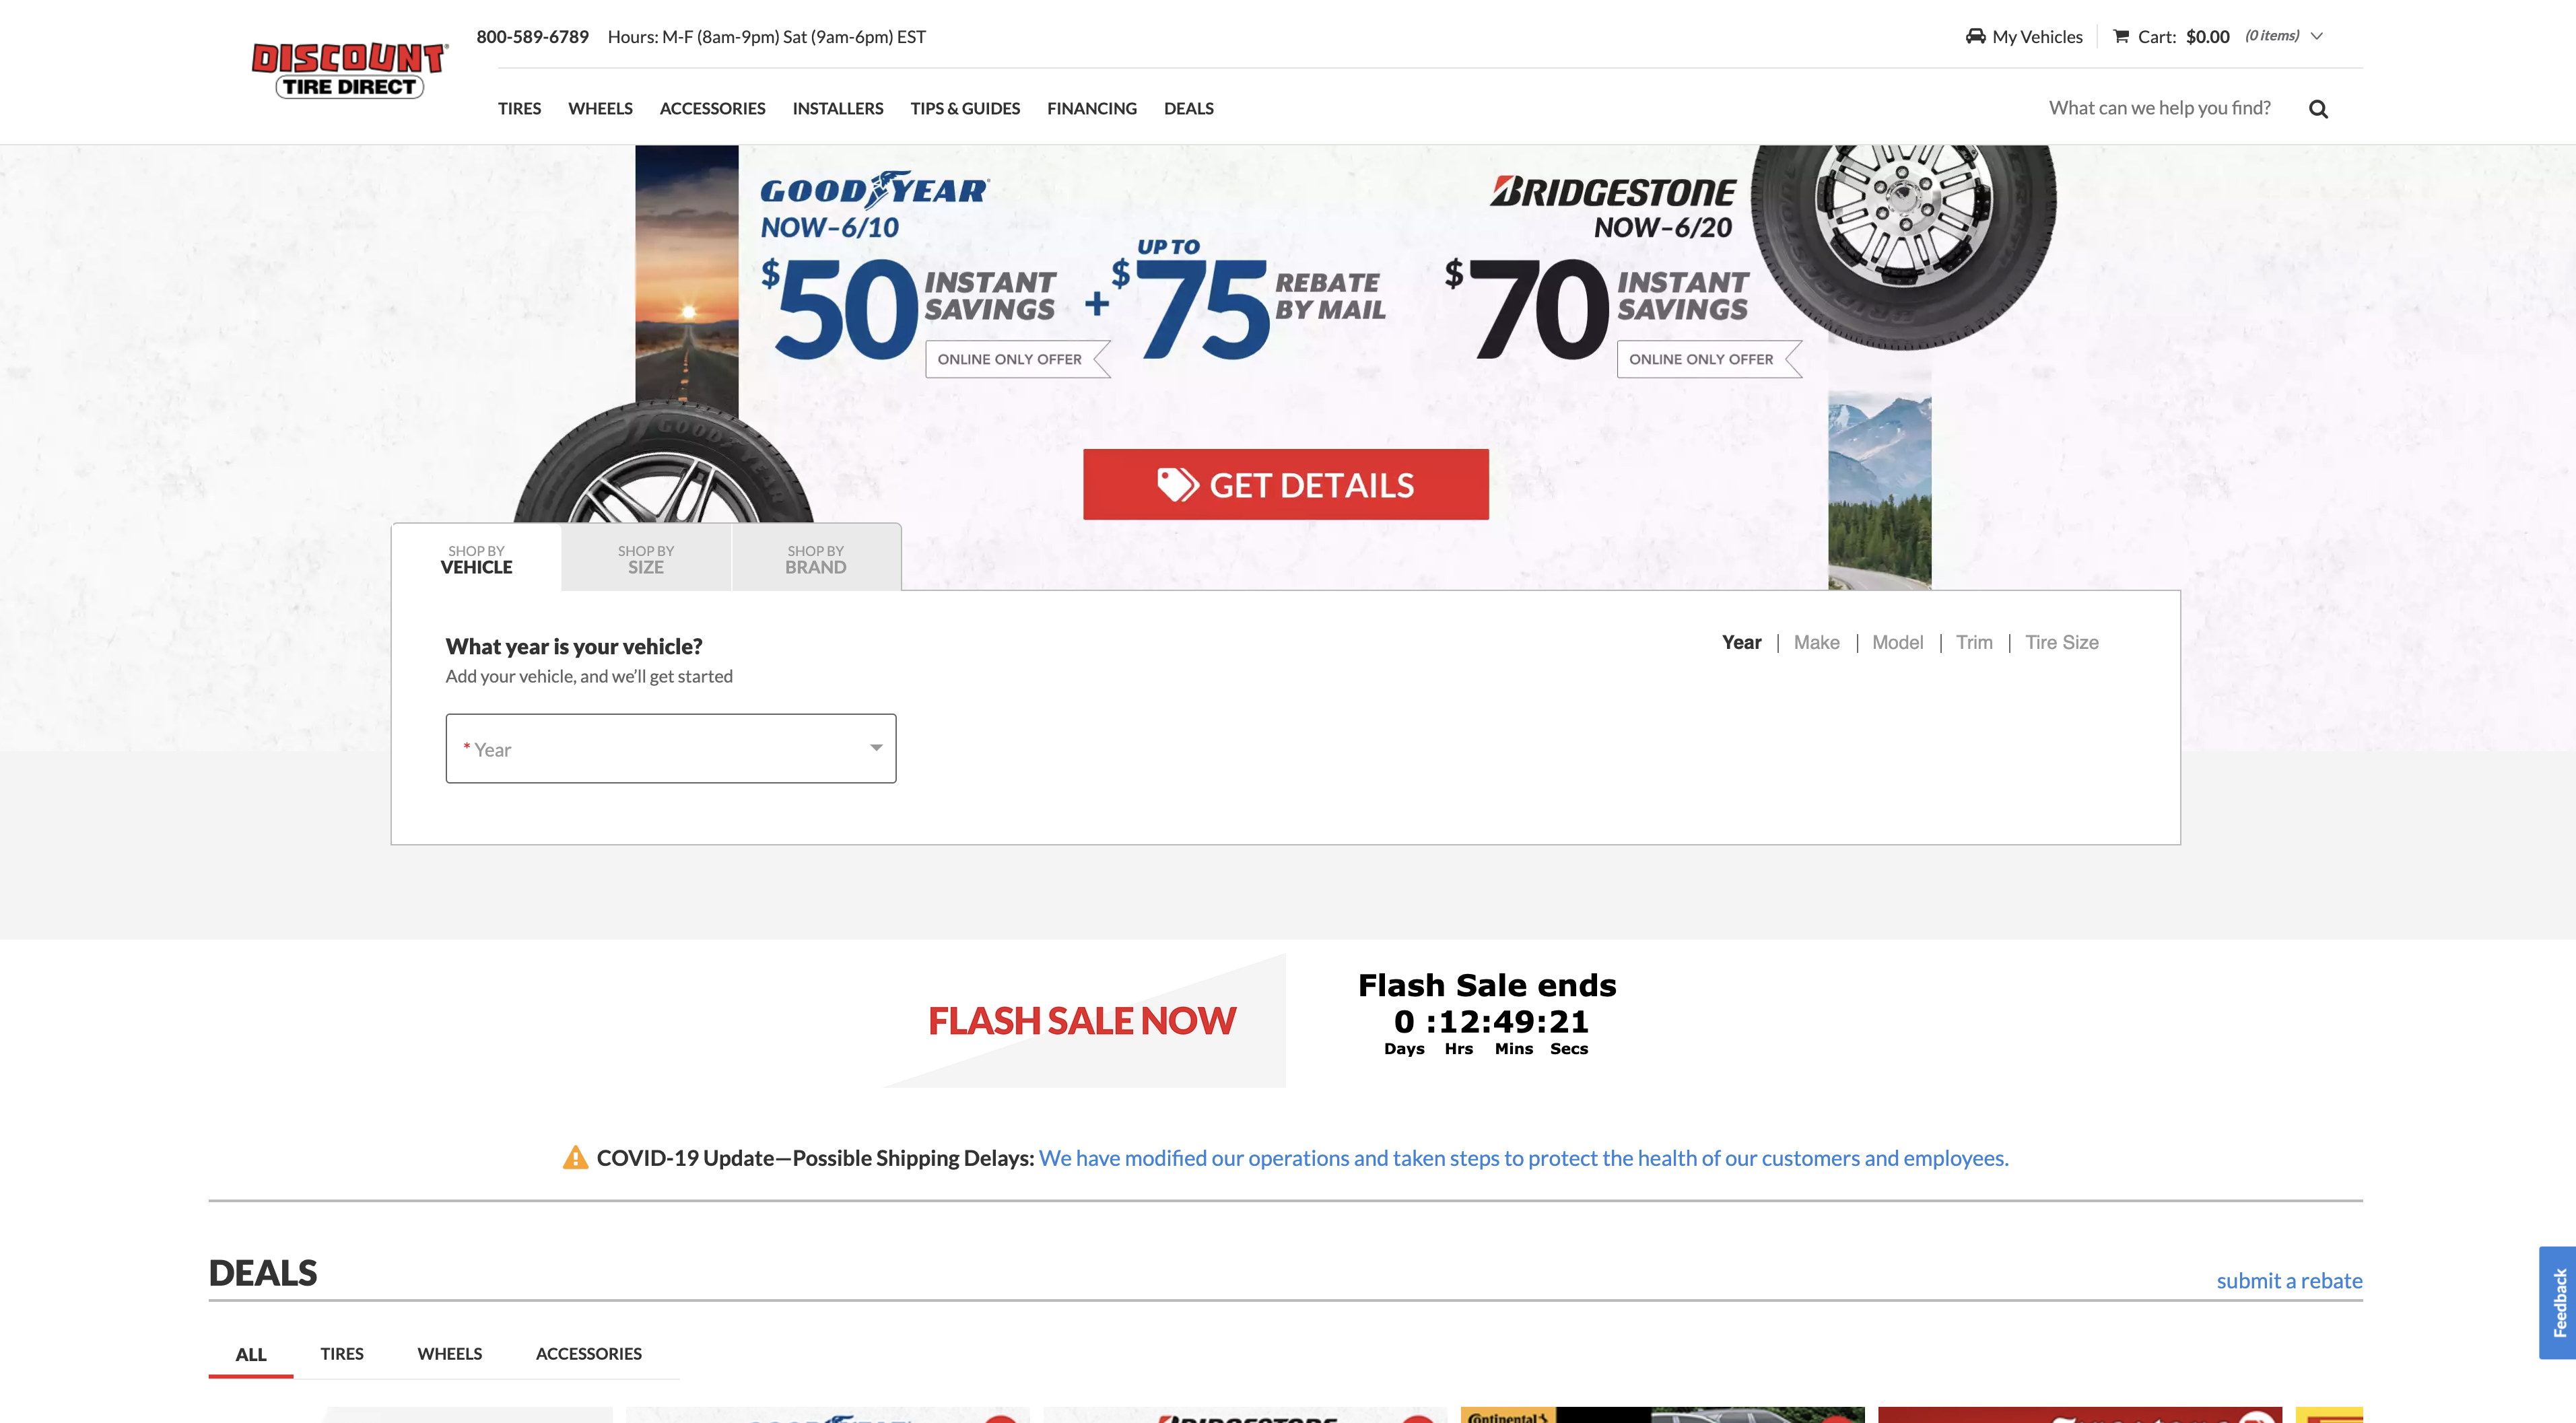 DISCOUNT
TIRE DIRECT
800-589-6789 Hours: M-F (8am-9pm) Sat (9am-6pm) EST
My Vehicles
Cart: $0.00 (0 items)
TIRES WHEELS ACCESSORIES INSTALLERS TIPS & GUIDES FINANCING DEALS
What can we help you find?
GOODYEAR
NOW–6/10
$50 INSTANT SAVINGS
ONLINE ONLY OFFER
+
UP TO
$75 REBATE BY MAIL
BRIDGESTONE
NOW–6/20
$70 INSTANT SAVINGS
ONLINE ONLY OFFER
GOODYEAR
GET DETAILS
SHOP BY
VEHICLE
SHOP BY
SIZE
SHOP BY
BRAND
What year is your vehicle?
Add your vehicle, and we’ll get started
Year | Make | Model | Trim | Tire Size
* Year
FLASH SALE NOW
Flash Sale ends
0 :12:49:21
Days Hrs Mins Secs
COVID-19 Update—Possible Shipping Delays: We have modified our operations and taken steps to protect the health of our customers and employees.
DEALS
submit a rebate
Feedback
ALL TIRES WHEELS ACCESSORIES
Continental